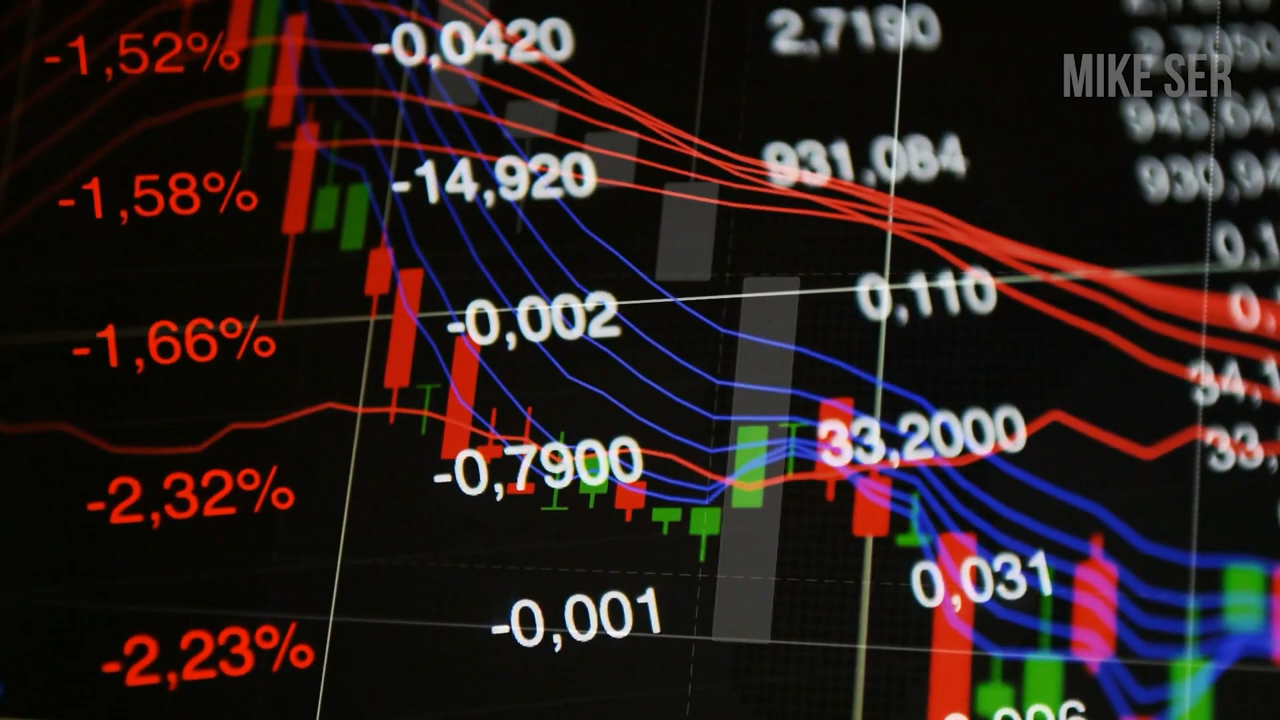 -1,52% -0,0420 2,7190
MIKE SER
-1,58% -14,920 931,084
-1,66% -0,002 0,110
-2,32% -0,7900 33,2000
-2,23% -0,001 0,031